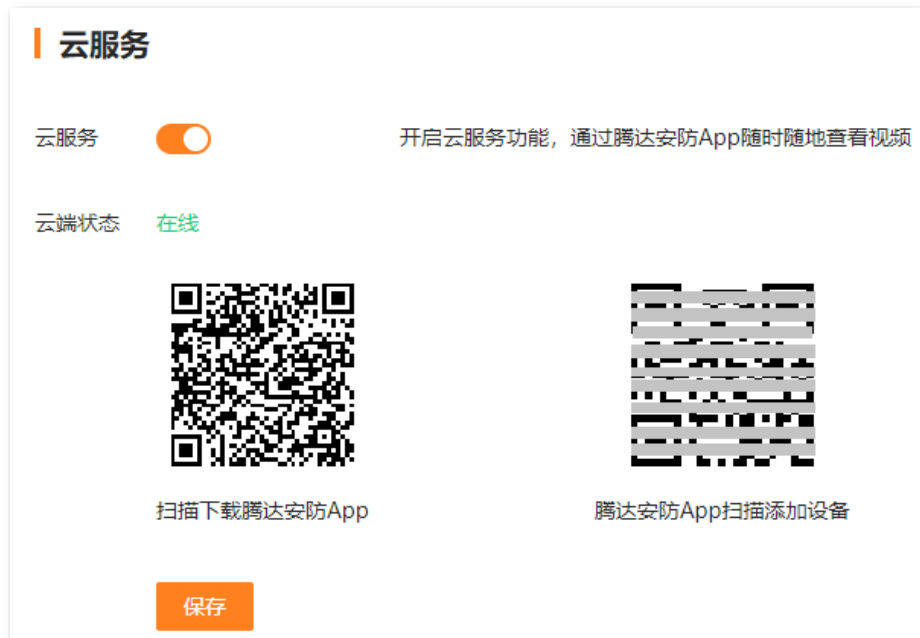 云服务
云服务 开启云服务功能，通过腾达安防App随时随地查看视频
云端状态 在线
扫描下载腾达安防App 腾达安防App扫描添加设备
保存